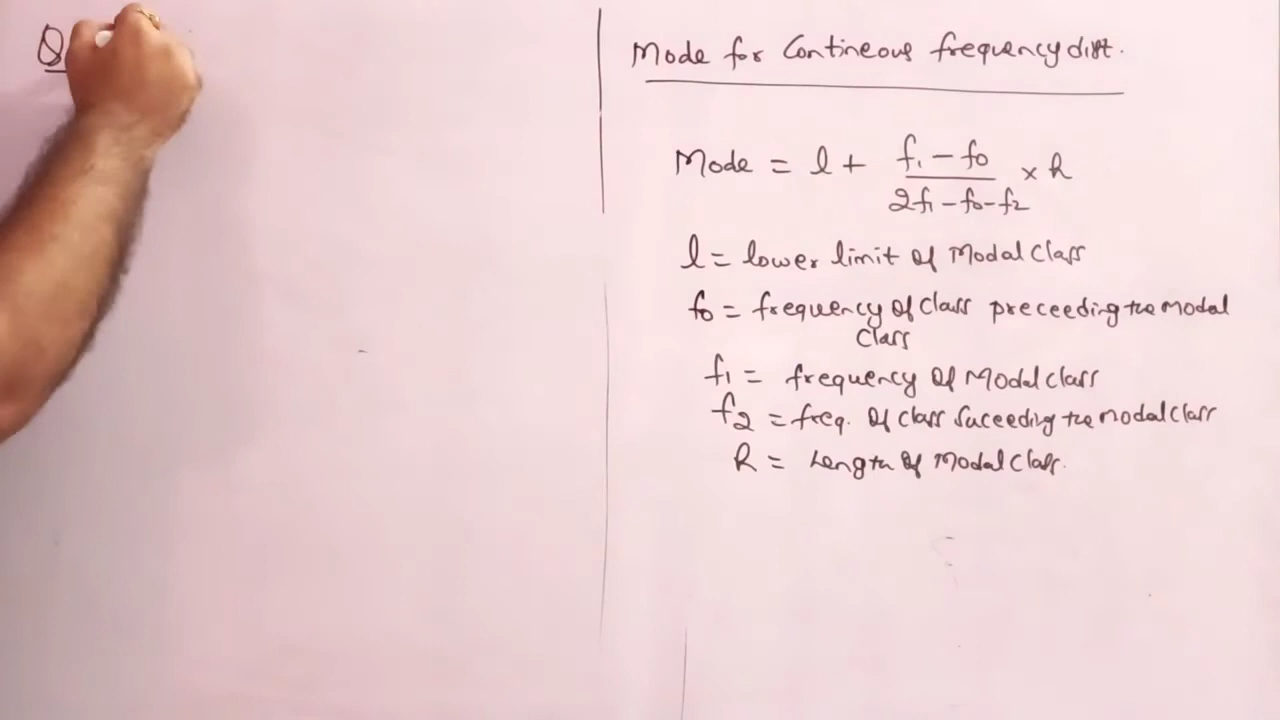 Q
Mode for Contineous frequency dist.
Mode = l + f₁ - f₀ / 2f₁ - f₀ - f₂ × h
l = lower limit of Modal Class
f₀ = frequency of class preceeding the modal
Class
f₁ = frequency of Modal class
f₂ = freq. of class suceeding the modal class
h = Length of Modal Class.